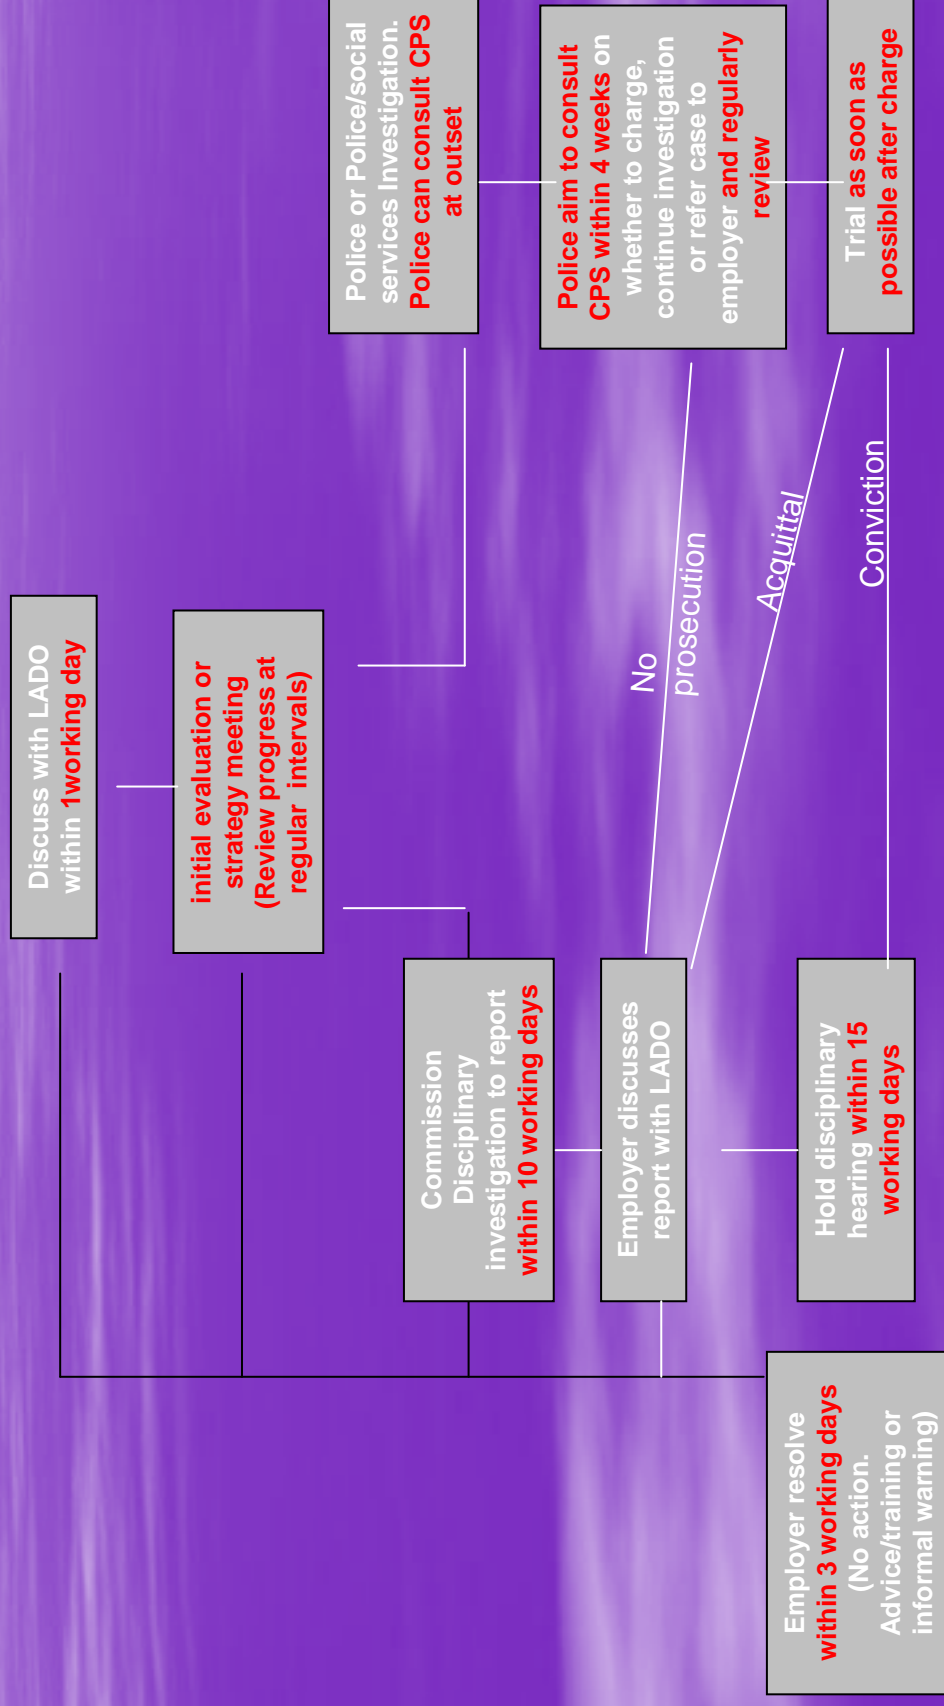 Discuss with LADO
within 1working day
initial evaluation or
strategy meeting
(Review progress at
regular intervals)
Police or Police/social
services Investigation.
Police can consult CPS
at outset
Commission
Disciplinary
investigation to report
within 10 working days
Police aim to consult
CPS within 4 weeks on
whether to charge,
continue investigation
or refer case to
employer and regularly
review
No
prosecution
Employer discusses
report with LADO
Acquittal
Trial as soon as
possible after charge
Conviction
Hold disciplinary
hearing within 15
working days
Employer resolve
within 3 working days
(No action.
Advice/training or
informal warning)